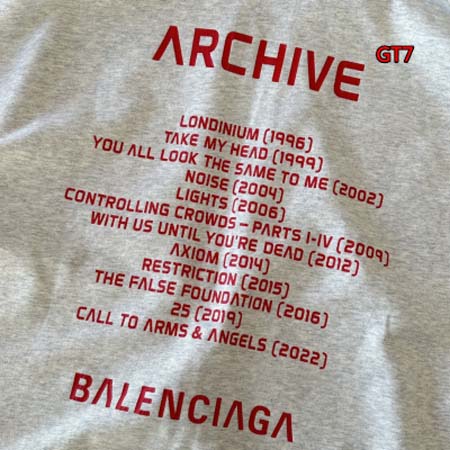 ARCHIVE
GT7
LONDINIUM (1996)
TAKE MY HEAD (1999)
YOU ALL LOOK THE SAME TO ME (2002)
NOISE (2004)
LIGHTS (2006)
CONTROLLING CROWDS – PARTS I-IV (2009)
WITH US UNTIL YOU'RE DEAD (2012)
AXIOM (2014)
RESTRICTION (2015)
THE FALSE FOUNDATION (2016)
25 (2019)
CALL TO ARMS & ANGELS (2022)
BALENCIAGA